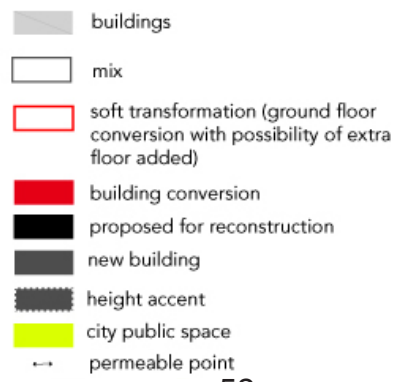 buildings
mix
soft transformation (ground floor
conversion with possibility of extra
floor added)
building conversion
proposed for reconstruction
new building
height accent
city public space
permeable point